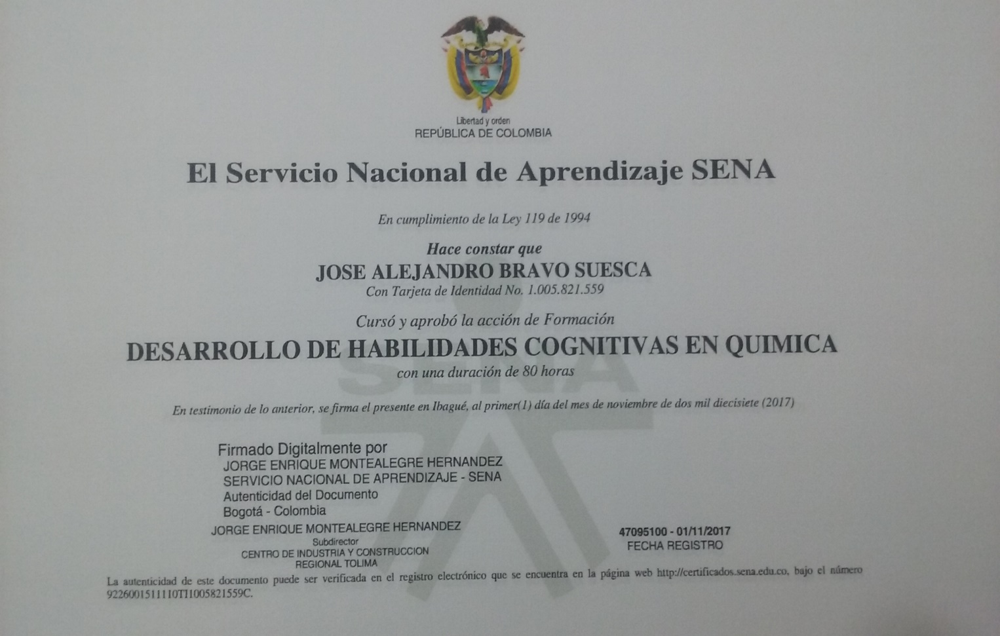 Libertad y orden
REPÚBLICA DE COLOMBIA
El Servicio Nacional de Aprendizaje SENA
En cumplimiento de la Ley 119 de 1994
Hace constar que
JOSE ALEJANDRO BRAVO SUESCA
Con Tarjeta de Identidad No. 1.005.821.559
Cursó y aprobó la acción de Formación
DESARROLLO DE HABILIDADES COGNITIVAS EN QUIMICA
SENA
con una duración de 80 horas
En testimonio de lo anterior, se firma el presente en Ibagué, al primer(1) día del mes de noviembre de dos mil diecisiete (2017)
Firmado Digitalmente por
JORGE ENRIQUE MONTEALEGRE HERNANDEZ
SERVICIO NACIONAL DE APRENDIZAJE - SENA
Autenticidad del Documento
Bogotá - Colombia
JORGE ENRIQUE MONTEALEGRE HERNANDEZ
Subdirector
CENTRO DE INDUSTRIA Y CONSTRUCCION
REGIONAL TOLIMA
47095100 - 01/11/2017
FECHA REGISTRO
La autenticidad de este documento puede ser verificada en el registro electrónico que se encuentra en la página web http://certificados.sena.edu.co, bajo el número
9226001511110TI1005821559C.